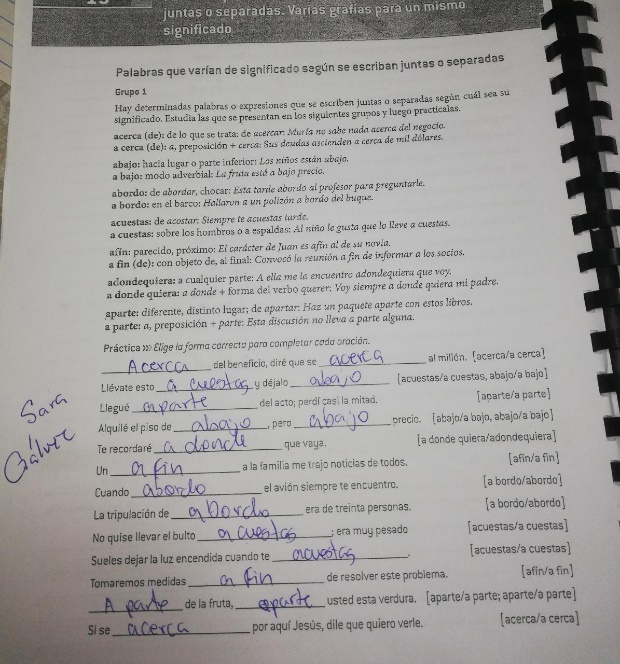 juntas o separadas. Varias grafías para un mismo
significado
Palabras que varían de significado según se escriban juntas o separadas
Grupo 1
Hay determinadas palabras o expresiones que se escriben juntas o separadas según cuál sea su
significado. Estudia las que se presentan en los siguientes grupos y luego practícalas.
acerca (de): de lo que se trata: de acercar: María no sabe nada acerca del negocio.
a cerca (de): a, preposición + cerca: Sus deudas ascienden a cerca de mil dólares.
abajo: hacia lugar o parte inferior: Los niños están abajo.
a bajo: modo adverbial: La fruta está a bajo precio.
abordo: de abordar, chocar: Esta tarde abordo al profesor para preguntarle.
a bordo: en el barco: Hallaron a un polizón a bordo del buque.
acuestas: de acostar: Siempre te acuestas tarde.
a cuestas: sobre los hombros o a espaldas: Al niño le gusta que lo lleve a cuestas.
afín: parecido, próximo: El carácter de Juan es afín al de su novia.
a fin (de): con objeto de, al final: Convocó la reunión a fin de informar a los socios.
adondequiera: a cualquier parte: A ella me la encuentro adondequiera que voy.
a donde quiera: a donde + forma del verbo querer: Voy siempre a donde quiera mi padre.
aparte: diferente, distinto lugar; de apartar: Haz un paquete aparte con estos libros.
a parte: a, preposición + parte: Esta discusión no lleva a parte alguna.
Práctica >>> Elige la forma correcta para completar cada oración.
Acerca del beneficio, diré que se acerca al millón. [acerca/a cerca]
Llévate esto a cuestas y déjalo abajo [acuestas/a cuestas, abajo/a bajo]
Llegué aparte del acto; perdí casi la mitad. [aparte/a parte]
Alquilé el piso de abajo, pero abajo precio. [abajo/a bajo, abajo/a bajo]
Te recordaré a donde que vaya. [a donde quiera/adondequiera]
Un a fin a la familia me trajo noticias de todos. [afín/a fin]
Cuando abordo el avión siempre te encuentro. [a bordo/abordo]
La tripulación de a bordo era de treinta personas. [a bordo/abordo]
No quise llevar el bulto a cuestas; era muy pesado [acuestas/a cuestas]
Sueles dejar la luz encendida cuando te acuestas. [acuestas/a cuestas]
Tomaremos medidas a fin de resolver este problema. [afín/a fin]
A parte de la fruta, aparte usted esta verdura. [aparte/a parte; aparte/a parte]
Si se acerca por aquí Jesús, dile que quiero verle. [acerca/a cerca]
Sara
Gálvez